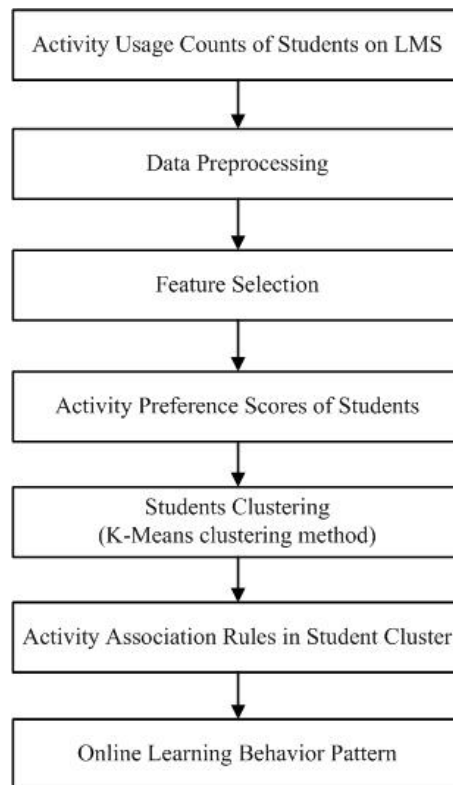 Activity Usage Counts of Students on LMS
Data Preprocessing
Feature Selection
Activity Preference Scores of Students
Students Clustering
(K-Means clustering method)
Activity Association Rules in Student Cluster
Online Learning Behavior Pattern